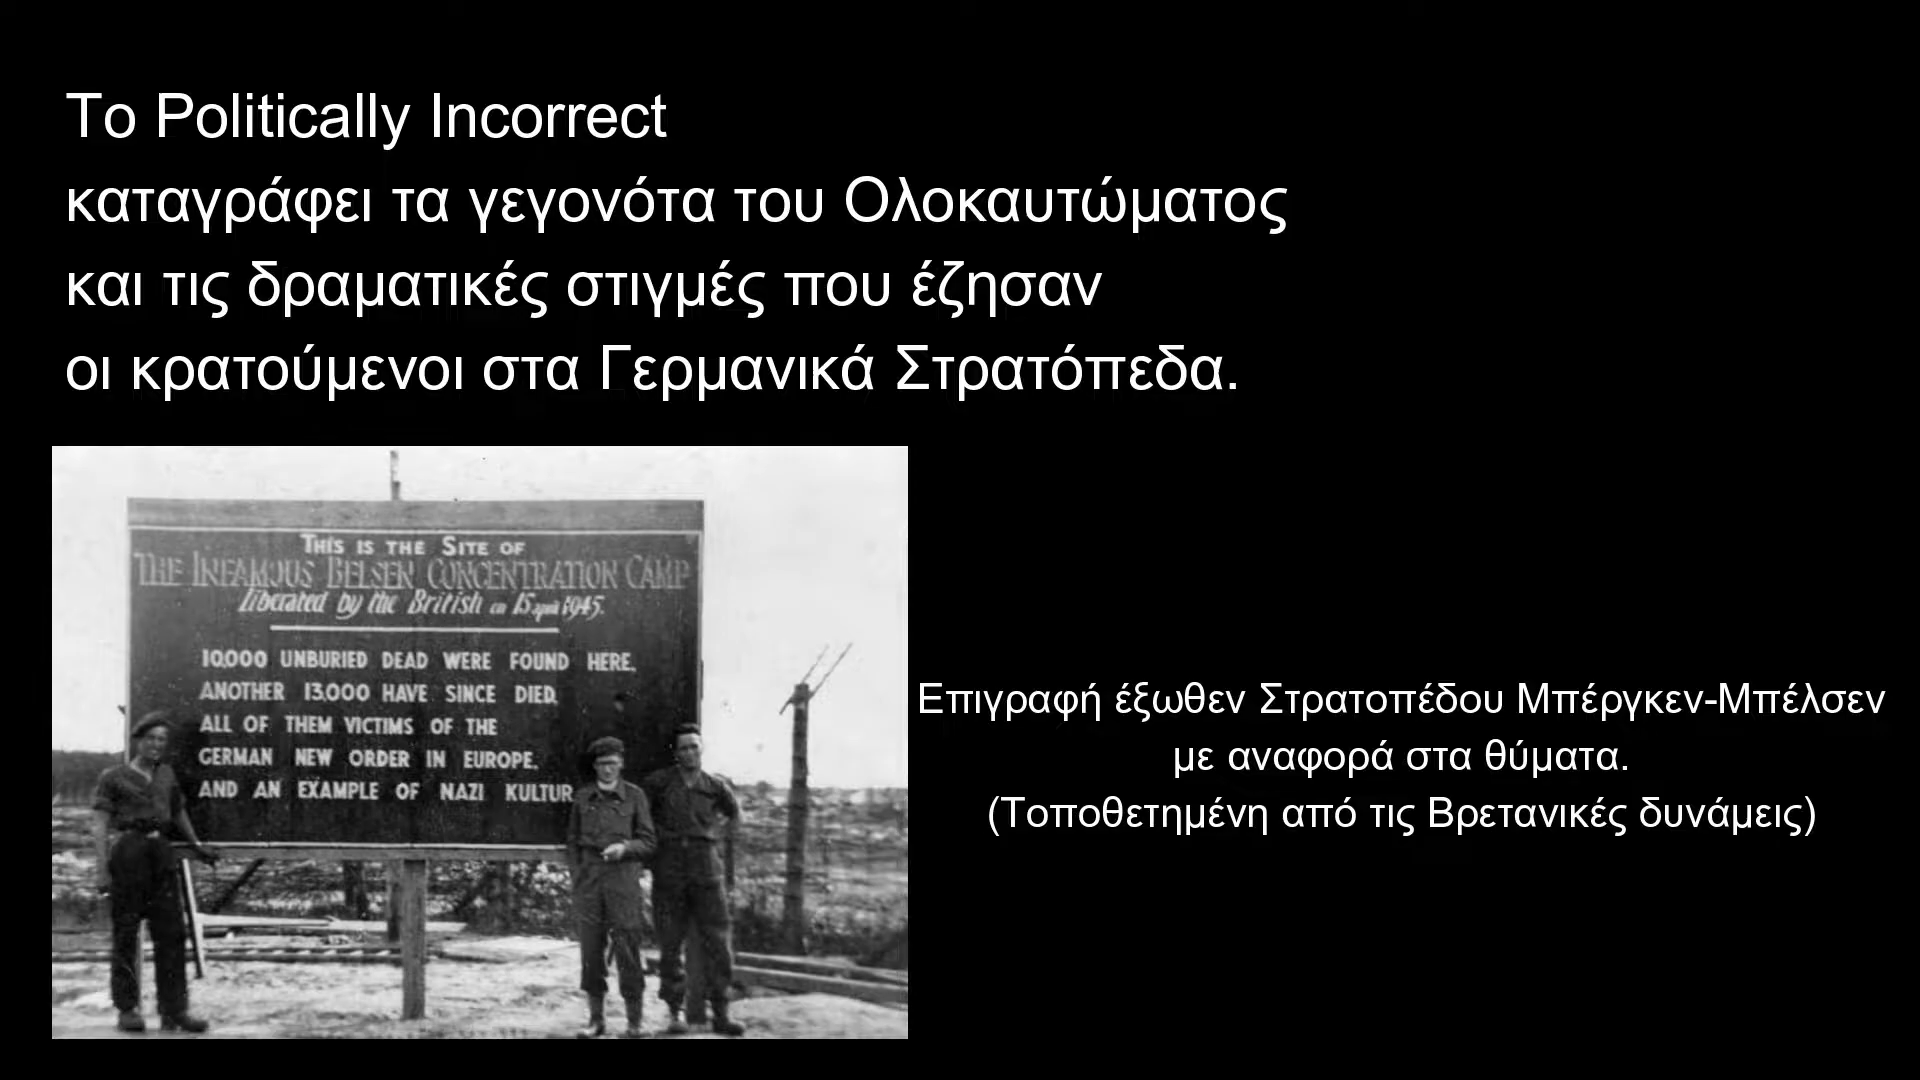 Το Politically Incorrect
καταγράφει τα γεγονότα του Ολοκαυτώματος
και τις δραματικές στιγμές που έζησαν
οι κρατούμενοι στα Γερμανικά Στρατόπεδα.
THIS IS THE SITE OF
THE INFAMOUS BELSEN CONCENTRATION CAMP
Liberated by the British on 15 april 1945.
10,000 UNBURIED DEAD WERE FOUND HERE.
ANOTHER 13,000 HAVE SINCE DIED,
ALL OF THEM VICTIMS OF THE
GERMAN NEW ORDER IN EUROPE.
AND AN EXAMPLE OF NAZI KULTUR
Επιγραφή έξωθεν Στρατοπέδου Μπέργκεν-Μπέλσεν
με αναφορά στα θύματα.
(Τοποθετημένη από τις Βρετανικές δυνάμεις)